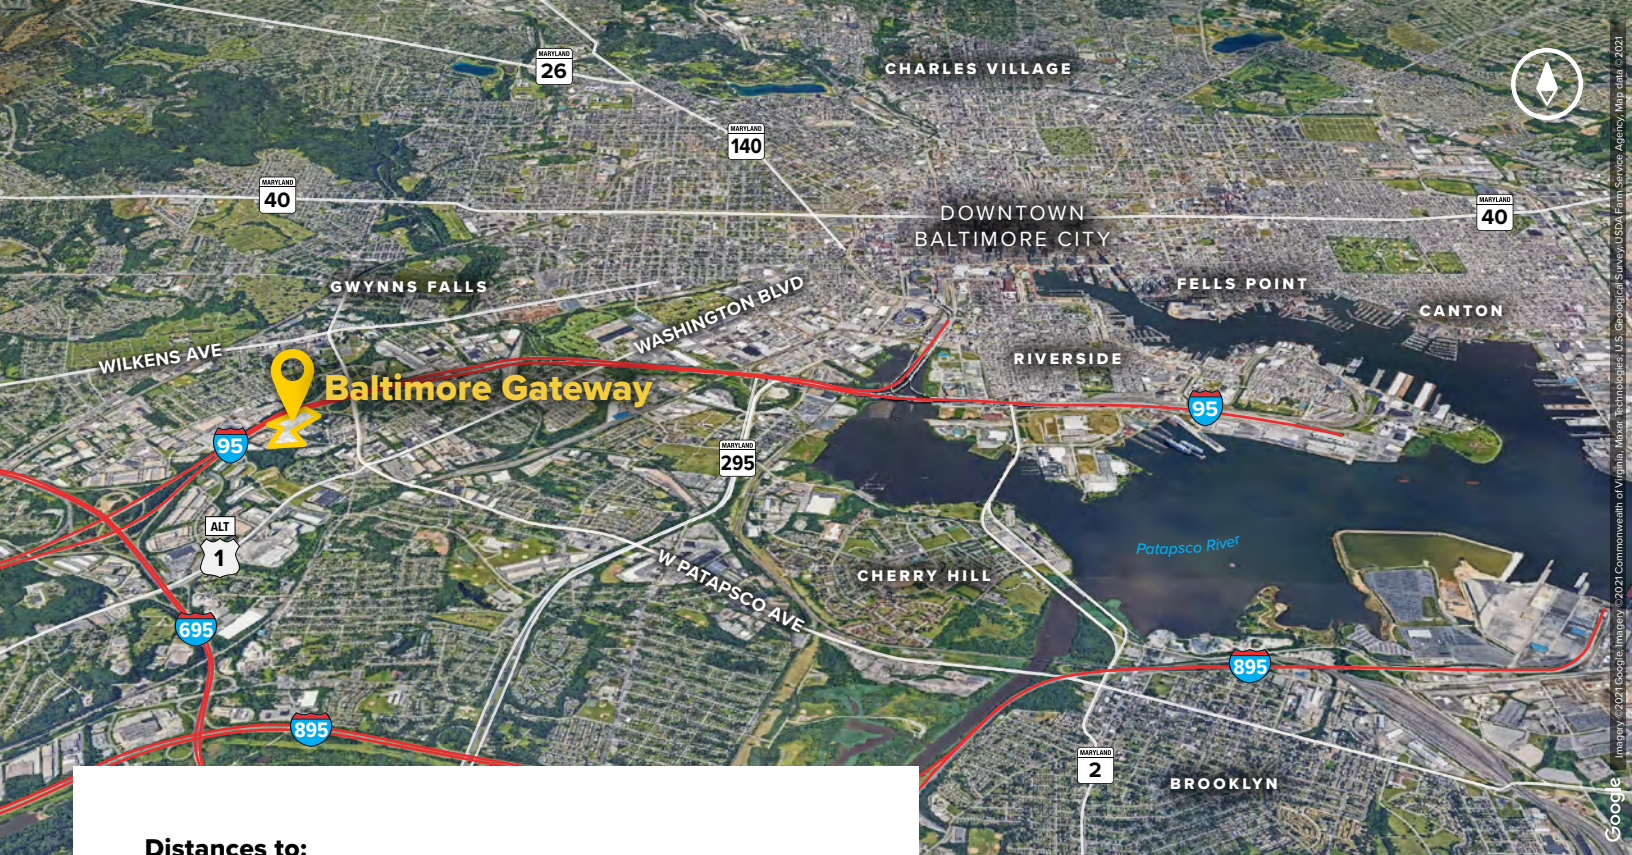 MARYLAND
26
CHARLES VILLAGE
MARYLAND
140
MARYLAND
40
MARYLAND
40
DOWNTOWN
BALTIMORE CITY
GWYNNS FALLS
FELLS POINT
CANTON
WASHINGTON BLVD
WILKENS AVE
RIVERSIDE
Baltimore Gateway
95
95
MARYLAND
295
ALT
1
Patapsco River
CHERRY HILL
W PATAPSCO AVE
695
895
895
MARYLAND
2
BROOKLYN
Distances to:
Imagery ©2021 Google, Imagery ©2021 Commonwealth of Virginia, Maxar Technologies, U.S. Geological Survey, USDA Farm Service Agency, Map data ©2021
Google